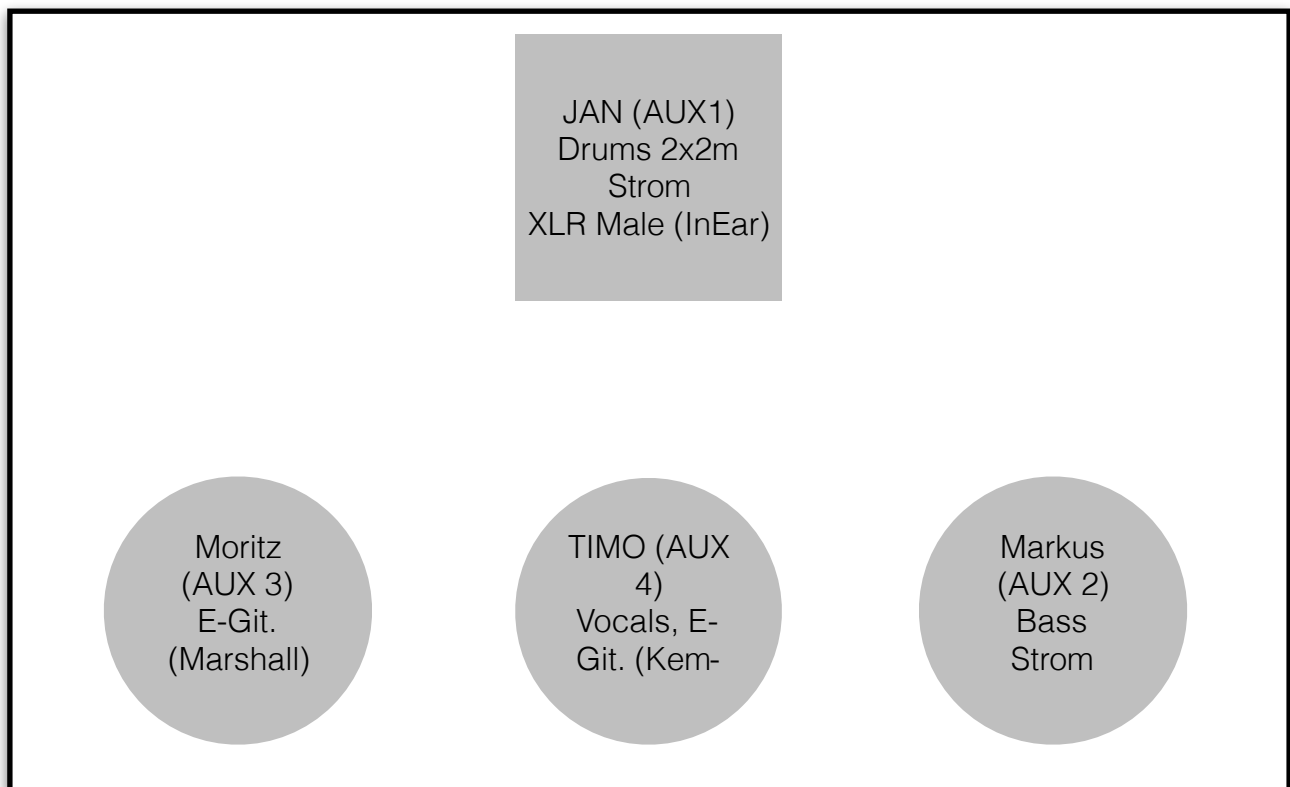 JAN (AUX1)
Drums 2x2m
Strom
XLR Male (InEar)
Moritz
(AUX 3)
E-Git.
(Marshall)
TIMO (AUX
4)
Vocals, E-
Git. (Kem-
Markus
(AUX 2)
Bass
Strom